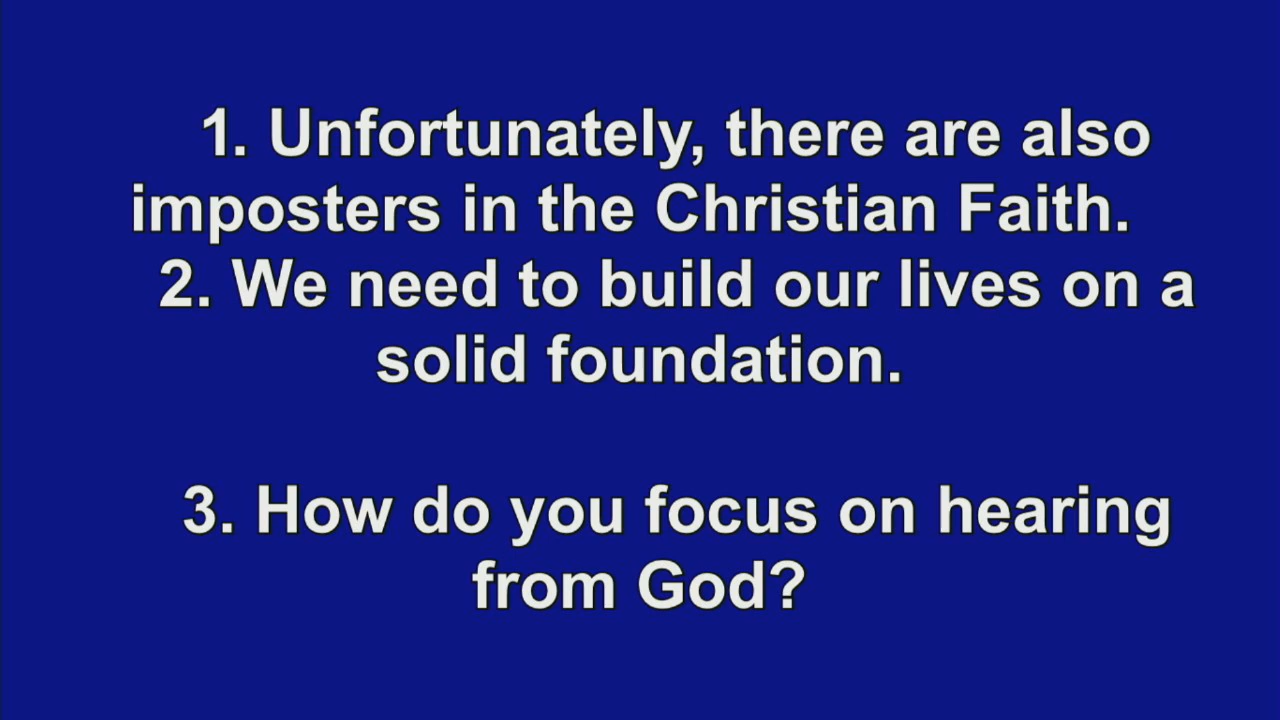 1. Unfortunately, there are also
imposters in the Christian Faith.
2. We need to build our lives on a
solid foundation.
3. How do you focus on hearing
from God?